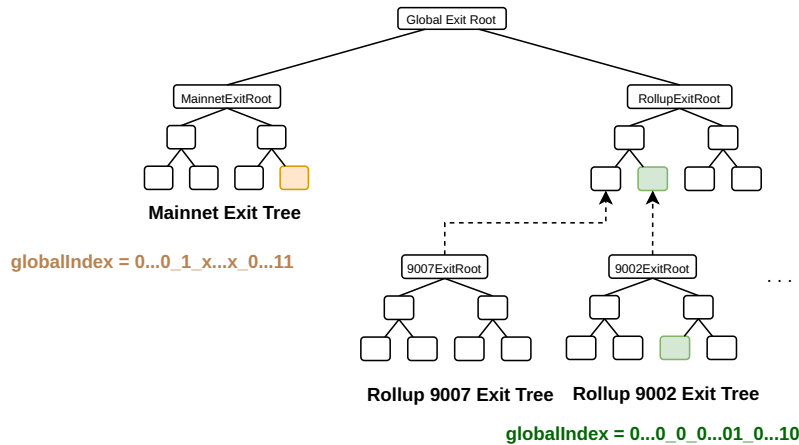 Global Exit Root
MainnetExitRoot
RollupExitRoot
Mainnet Exit Tree
globalIndex = 0...0_1_x...x_0...11
9007ExitRoot
9002ExitRoot
. . .
Rollup 9007 Exit Tree
Rollup 9002 Exit Tree
globalIndex = 0...0_0_0...01_0...10